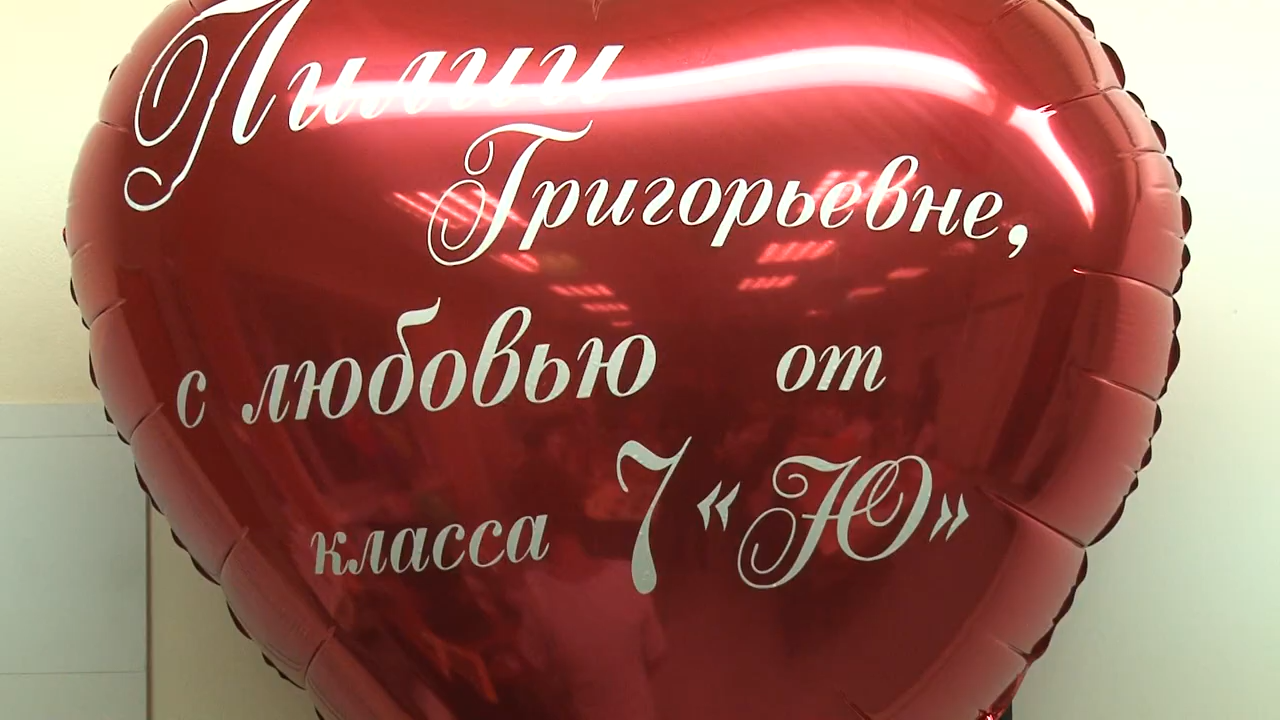 Лилии
Григорьевне,
с любовью от
класса 7 «Ю»